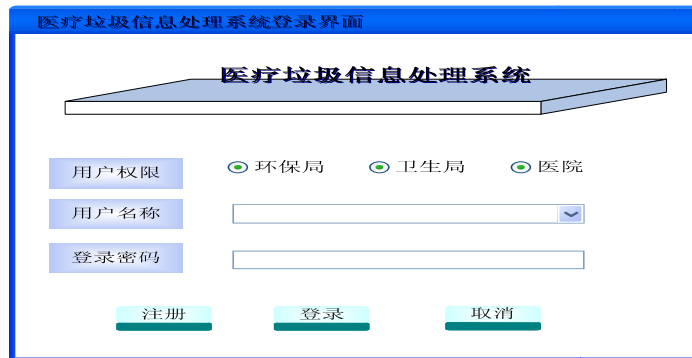 医疗垃圾信息处理系统登录界面
医疗垃圾信息处理系统
用户权限 环保局 卫生局 医院
用户名称
登录密码
注册 登录 取消